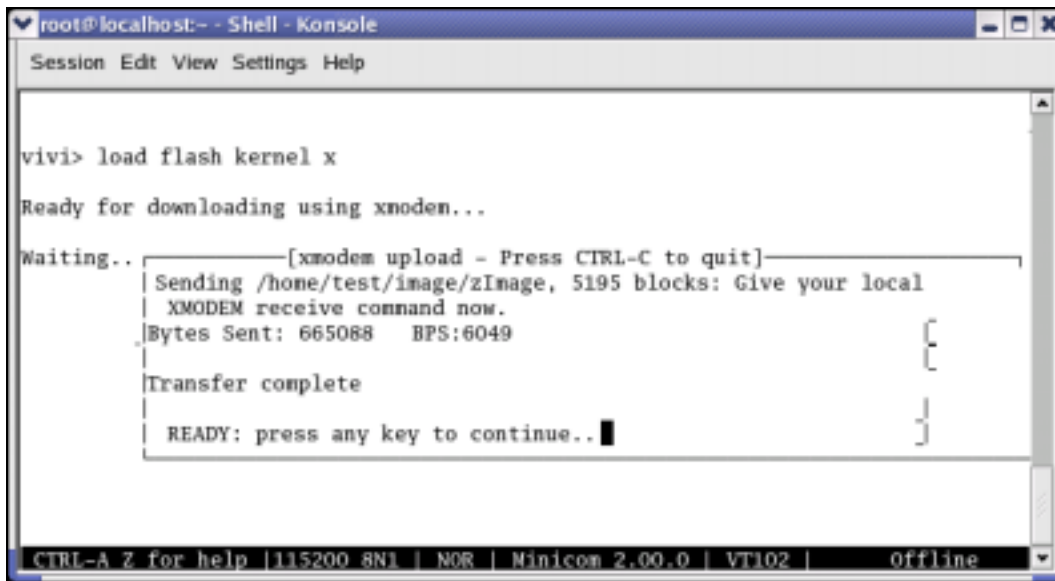 root@localhost:~ - Shell - Konsole
Session Edit View Settings Help
vivi> load flash kernel x
Ready for downloading using xmodem...
Waiting..
[xmodem upload - Press CTRL-C to quit]
Sending /home/test/image/zImage, 5195 blocks: Give your local
XMODEM receive command now.
Bytes Sent: 665088 BPS:6049
Transfer complete
READY: press any key to continue..
CTRL-A Z for help |115200 8N1 | NOR | Minicom 2.00.0 | VT102 | Offline